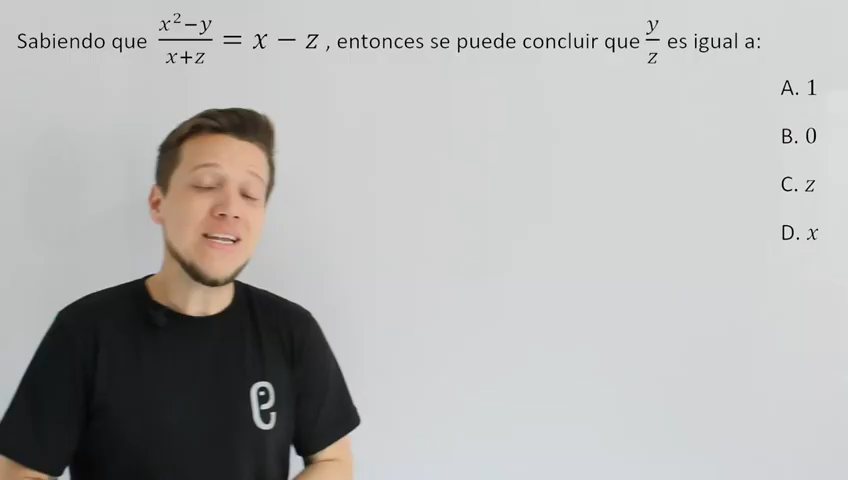 Sabiendo que \frac{x^2-y}{x+z} = x − z , entonces se puede concluir que \frac{y}{z} es igual a:
A. 1
B. 0
C. z
D. x